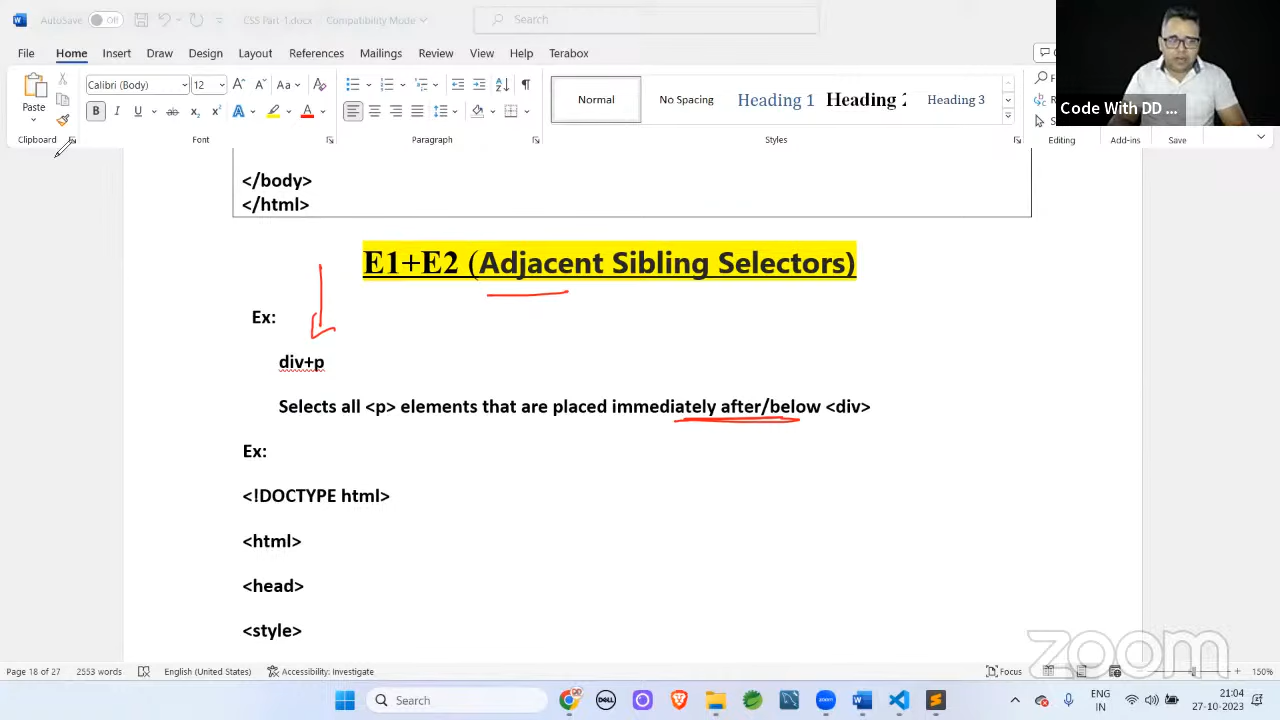 AutoSave Off CSS Part-1.docx - Compatibility Mode Search
File Home Insert Draw Design Layout References Mailings Review View Help Terabox
Calibri (Body) 12 A A Aa A
Paste B I U ab x₂ x² A A Normal No Spacing Heading 1 Heading 2 Heading 3
Code With DD ...
Clipboard Font Paragraph Styles Editing Add-ins Save
</body>
</html>
E1+E2 (Adjacent Sibling Selectors)
Ex:
div+p
Selects all <p> elements that are placed immediately after/below <div>
Ex:
<!DOCTYPE html>
<html>
<head>
<style>
zoom
Page 18 of 27 2553 words English (United States) Accessibility: Investigate Focus 150%
Search ENG IN 21:04 27-10-2023